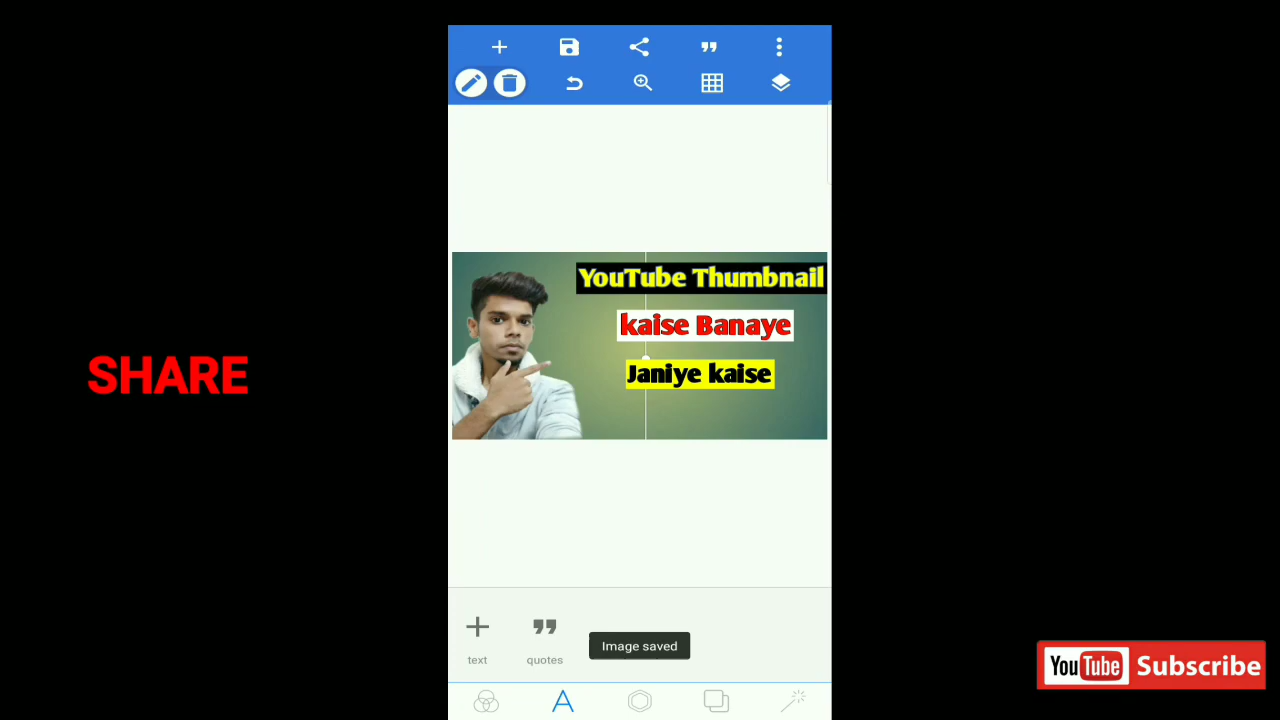 YouTube Thumbnail
kaise Banaye
Janiye kaise
SHARE
text
quotes
Image saved
YouTube Subscribe